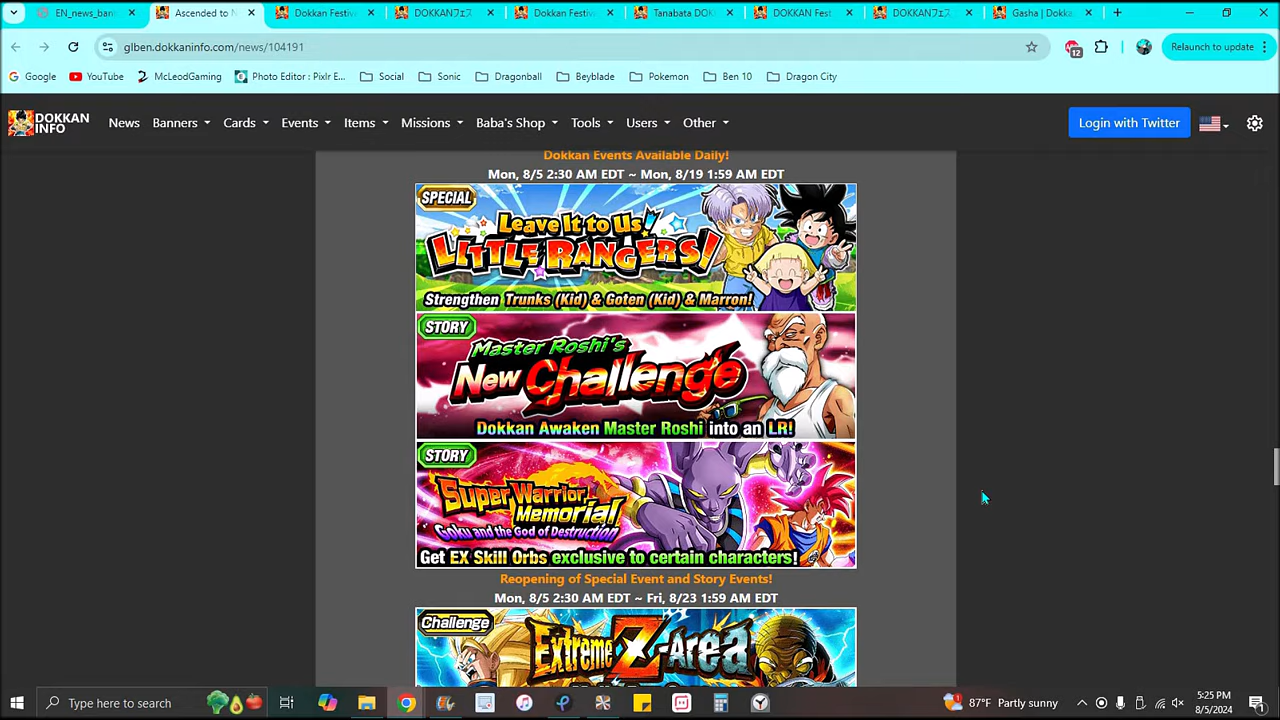 EN_news_ban
Ascended to N
Dokkan Festiv
DOKKANフェス
Dokkan Festiv
Tanabata DO
DOKKAN Fest
DOKKANフェス
Gasha | Dokka
glben.dokkaninfo.com/news/104191
12
Relaunch to update
Google
YouTube
McLeodGaming
Photo Editor : Pixlr E...
Social
Sonic
Dragonball
Beyblade
Pokemon
Ben 10
Dragon City
DOKKAN
INFO
News
Banners
Cards
Events
Items
Missions
Baba's Shop
Tools
Users
Other
Login with Twitter
Dokkan Events Available Daily!
Mon, 8/5 2:30 AM EDT ~ Mon, 8/19 1:59 AM EDT
SPECIAL
Leave It to Us!
LITTLE RANGERS!
Strengthen Trunks (Kid) & Goten (Kid) & Marron!
STORY
Master Roshi's
New Challenge
Dokkan Awaken Master Roshi into an LR!
STORY
Super Warrior
Memorial
Goku and the God of Destruction
Get EX Skill Orbs exclusive to certain characters!
Reopening of Special Event and Story Events!
Mon, 8/5 2:30 AM EDT ~ Fri, 8/23 1:59 AM EDT
Challenge
Extreme Z-Area
Type here to search
1
87°F Partly sunny
5:25 PM
8/5/2024
1